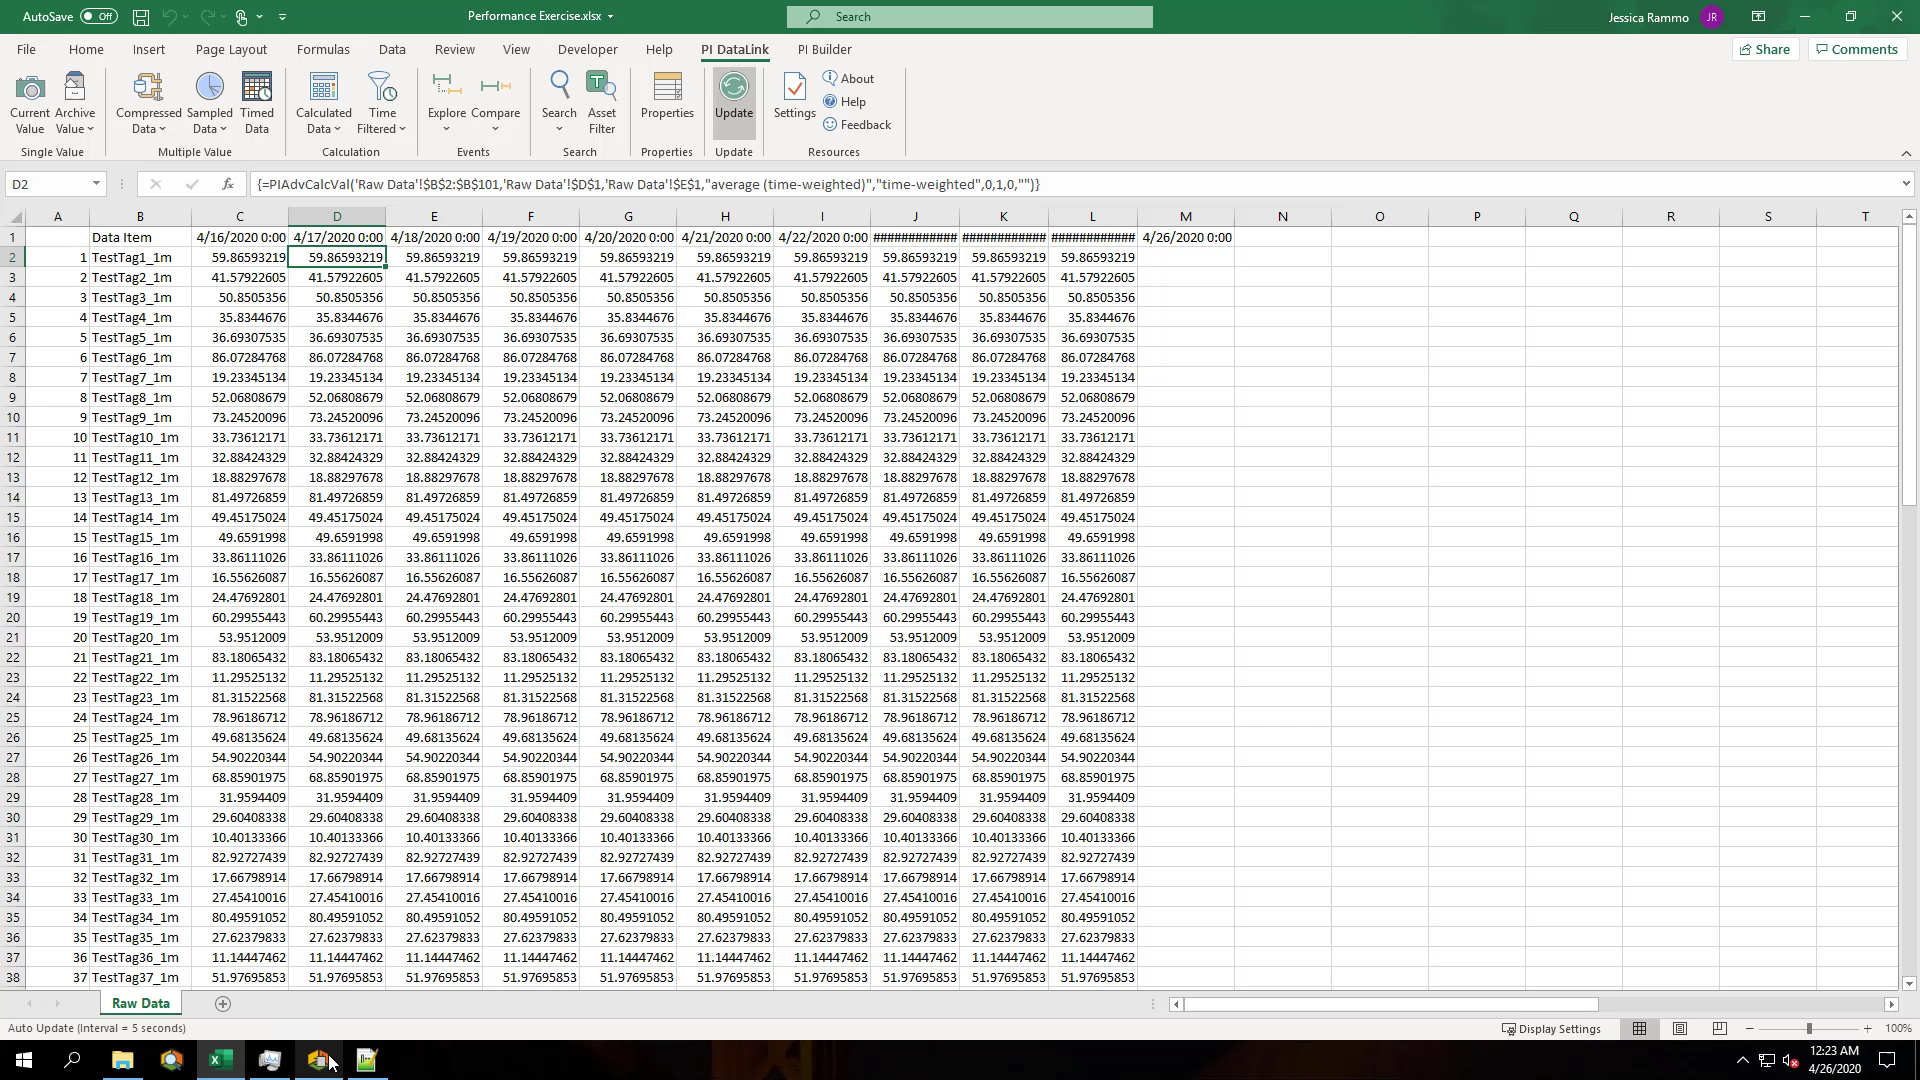 AutoSave Off Performance Exercise.xlsx Search Jessica Rammo JR
File Home Insert Page Layout Formulas Data Review View Developer Help PI DataLink PI Builder Share Comments
Current Value Archive Value Compressed Data Sampled Data Timed Data Calculated Data Time Filtered Explore Compare Search Asset Filter Properties Update Settings About Help Feedback
Single Value Multiple Value Calculation Events Search Properties Update Resources
D2 fx {=PIAdvCalcVal('Raw Data'!$B$2:$B$101,'Raw Data'!$D$1,'Raw Data'!$E$1,"average (time-weighted)","time-weighted",0,1,0,"")}
A B C D E F G H I J K L M N O P Q R S T
1 Data Item 4/16/2020 0:00 4/17/2020 0:00 4/18/2020 0:00 4/19/2020 0:00 4/20/2020 0:00 4/21/2020 0:00 4/22/2020 0:00 ############ ############ ############ 4/26/2020 0:00
2 1 TestTag1_1m 59.86593219 59.86593219 59.86593219 59.86593219 59.86593219 59.86593219 59.86593219 59.86593219 59.86593219 59.86593219
3 2 TestTag2_1m 41.57922605 41.57922605 41.57922605 41.57922605 41.57922605 41.57922605 41.57922605 41.57922605 41.57922605 41.57922605
4 3 TestTag3_1m 50.8505356 50.8505356 50.8505356 50.8505356 50.8505356 50.8505356 50.8505356 50.8505356 50.8505356 50.8505356
5 4 TestTag4_1m 35.8344676 35.8344676 35.8344676 35.8344676 35.8344676 35.8344676 35.8344676 35.8344676 35.8344676 35.8344676
6 5 TestTag5_1m 36.69307535 36.69307535 36.69307535 36.69307535 36.69307535 36.69307535 36.69307535 36.69307535 36.69307535 36.69307535
7 6 TestTag6_1m 86.07284768 86.07284768 86.07284768 86.07284768 86.07284768 86.07284768 86.07284768 86.07284768 86.07284768 86.07284768
8 7 TestTag7_1m 19.23345134 19.23345134 19.23345134 19.23345134 19.23345134 19.23345134 19.23345134 19.23345134 19.23345134 19.23345134
9 8 TestTag8_1m 52.06808679 52.06808679 52.06808679 52.06808679 52.06808679 52.06808679 52.06808679 52.06808679 52.06808679 52.06808679
10 9 TestTag9_1m 73.24520096 73.24520096 73.24520096 73.24520096 73.24520096 73.24520096 73.24520096 73.24520096 73.24520096 73.24520096
11 10 TestTag10_1m 33.73612171 33.73612171 33.73612171 33.73612171 33.73612171 33.73612171 33.73612171 33.73612171 33.73612171 33.73612171
12 11 TestTag11_1m 32.88424329 32.88424329 32.88424329 32.88424329 32.88424329 32.88424329 32.88424329 32.88424329 32.88424329 32.88424329
13 12 TestTag12_1m 18.88297678 18.88297678 18.88297678 18.88297678 18.88297678 18.88297678 18.88297678 18.88297678 18.88297678 18.88297678
14 13 TestTag13_1m 81.49726859 81.49726859 81.49726859 81.49726859 81.49726859 81.49726859 81.49726859 81.49726859 81.49726859 81.49726859
15 14 TestTag14_1m 49.45175024 49.45175024 49.45175024 49.45175024 49.45175024 49.45175024 49.45175024 49.45175024 49.45175024 49.45175024
16 15 TestTag15_1m 49.6591998 49.6591998 49.6591998 49.6591998 49.6591998 49.6591998 49.6591998 49.6591998 49.6591998 49.6591998
17 16 TestTag16_1m 33.86111026 33.86111026 33.86111026 33.86111026 33.86111026 33.86111026 33.86111026 33.86111026 33.86111026 33.86111026
18 17 TestTag17_1m 16.55626087 16.55626087 16.55626087 16.55626087 16.55626087 16.55626087 16.55626087 16.55626087 16.55626087 16.55626087
19 18 TestTag18_1m 24.47692801 24.47692801 24.47692801 24.47692801 24.47692801 24.47692801 24.47692801 24.47692801 24.47692801 24.47692801
20 19 TestTag19_1m 60.29955443 60.29955443 60.29955443 60.29955443 60.29955443 60.29955443 60.29955443 60.29955443 60.29955443 60.29955443
21 20 TestTag20_1m 53.9512009 53.9512009 53.9512009 53.9512009 53.9512009 53.9512009 53.9512009 53.9512009 53.9512009 53.9512009
22 21 TestTag21_1m 83.18065432 83.18065432 83.18065432 83.18065432 83.18065432 83.18065432 83.18065432 83.18065432 83.18065432 83.18065432
23 22 TestTag22_1m 11.29525132 11.29525132 11.29525132 11.29525132 11.29525132 11.29525132 11.29525132 11.29525132 11.29525132 11.29525132
24 23 TestTag23_1m 81.31522568 81.31522568 81.31522568 81.31522568 81.31522568 81.31522568 81.31522568 81.31522568 81.31522568 81.31522568
25 24 TestTag24_1m 78.96186712 78.96186712 78.96186712 78.96186712 78.96186712 78.96186712 78.96186712 78.96186712 78.96186712 78.96186712
26 25 TestTag25_1m 49.68135624 49.68135624 49.68135624 49.68135624 49.68135624 49.68135624 49.68135624 49.68135624 49.68135624 49.68135624
27 26 TestTag26_1m 54.90220344 54.90220344 54.90220344 54.90220344 54.90220344 54.90220344 54.90220344 54.90220344 54.90220344 54.90220344
28 27 TestTag27_1m 68.85901975 68.85901975 68.85901975 68.85901975 68.85901975 68.85901975 68.85901975 68.85901975 68.85901975 68.85901975
29 28 TestTag28_1m 31.9594409 31.9594409 31.9594409 31.9594409 31.9594409 31.9594409 31.9594409 31.9594409 31.9594409 31.9594409
30 29 TestTag29_1m 29.60408338 29.60408338 29.60408338 29.60408338 29.60408338 29.60408338 29.60408338 29.60408338 29.60408338 29.60408338
31 30 TestTag30_1m 10.40133366 10.40133366 10.40133366 10.40133366 10.40133366 10.40133366 10.40133366 10.40133366 10.40133366 10.40133366
32 31 TestTag31_1m 82.92727439 82.92727439 82.92727439 82.92727439 82.92727439 82.92727439 82.92727439 82.92727439 82.92727439 82.92727439
33 32 TestTag32_1m 17.66798914 17.66798914 17.66798914 17.66798914 17.66798914 17.66798914 17.66798914 17.66798914 17.66798914 17.66798914
34 33 TestTag33_1m 27.45410016 27.45410016 27.45410016 27.45410016 27.45410016 27.45410016 27.45410016 27.45410016 27.45410016 27.45410016
35 34 TestTag34_1m 80.49591052 80.49591052 80.49591052 80.49591052 80.49591052 80.49591052 80.49591052 80.49591052 80.49591052 80.49591052
36 35 TestTag35_1m 27.62379833 27.62379833 27.62379833 27.62379833 27.62379833 27.62379833 27.62379833 27.62379833 27.62379833 27.62379833
37 36 TestTag36_1m 11.14447462 11.14447462 11.14447462 11.14447462 11.14447462 11.14447462 11.14447462 11.14447462 11.14447462 11.14447462
38 37 TestTag37_1m 51.97695853 51.97695853 51.97695853 51.97695853 51.97695853 51.97695853 51.97695853 51.97695853 51.97695853 51.97695853
Raw Data
Auto Update (Interval = 5 seconds) Display Settings 100%
12:23 AM
4/26/2020